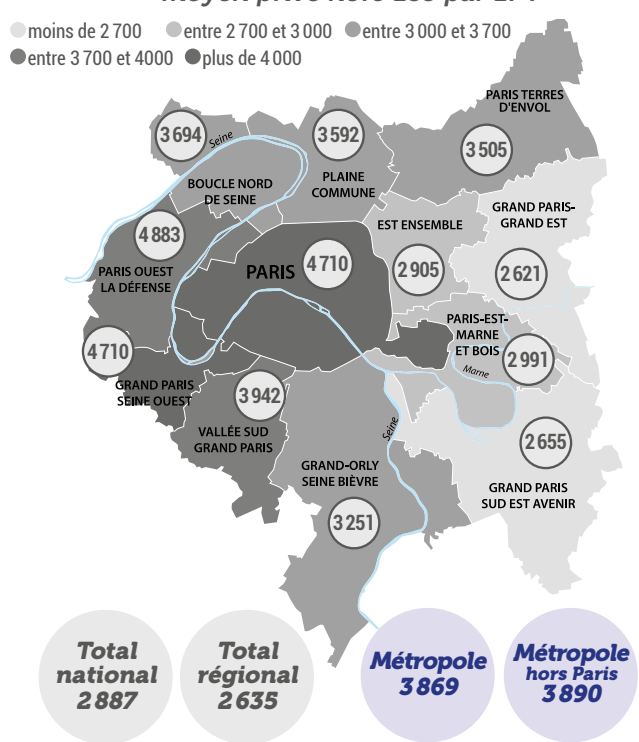 moins de 2 700
entre 2 700 et 3 000
entre 3 000 et 3 700
entre 3 700 et 4000
plus de 4 000
PARIS TERRES
D'ENVOL
3 505
3 694
Seine
3 592
BOUCLE NORD
DE SEINE
PLAINE
COMMUNE
GRAND PARIS-
GRAND EST
2 621
EST ENSEMBLE
2 905
4 883
PARIS OUEST
LA DÉFENSE
PARIS
4 710
PARIS-EST-
MARNE
ET BOIS
2 991
Marne
4 710
GRAND PARIS
SEINE OUEST
3 942
VALLÉE SUD
GRAND PARIS
Seine
2 655
GRAND PARIS
SUD EST AVENIR
GRAND-ORLY
SEINE BIÈVRE
3 251
Total
national
2 887
Total
régional
2 635
Métropole
3 869
Métropole
hors Paris
3 890